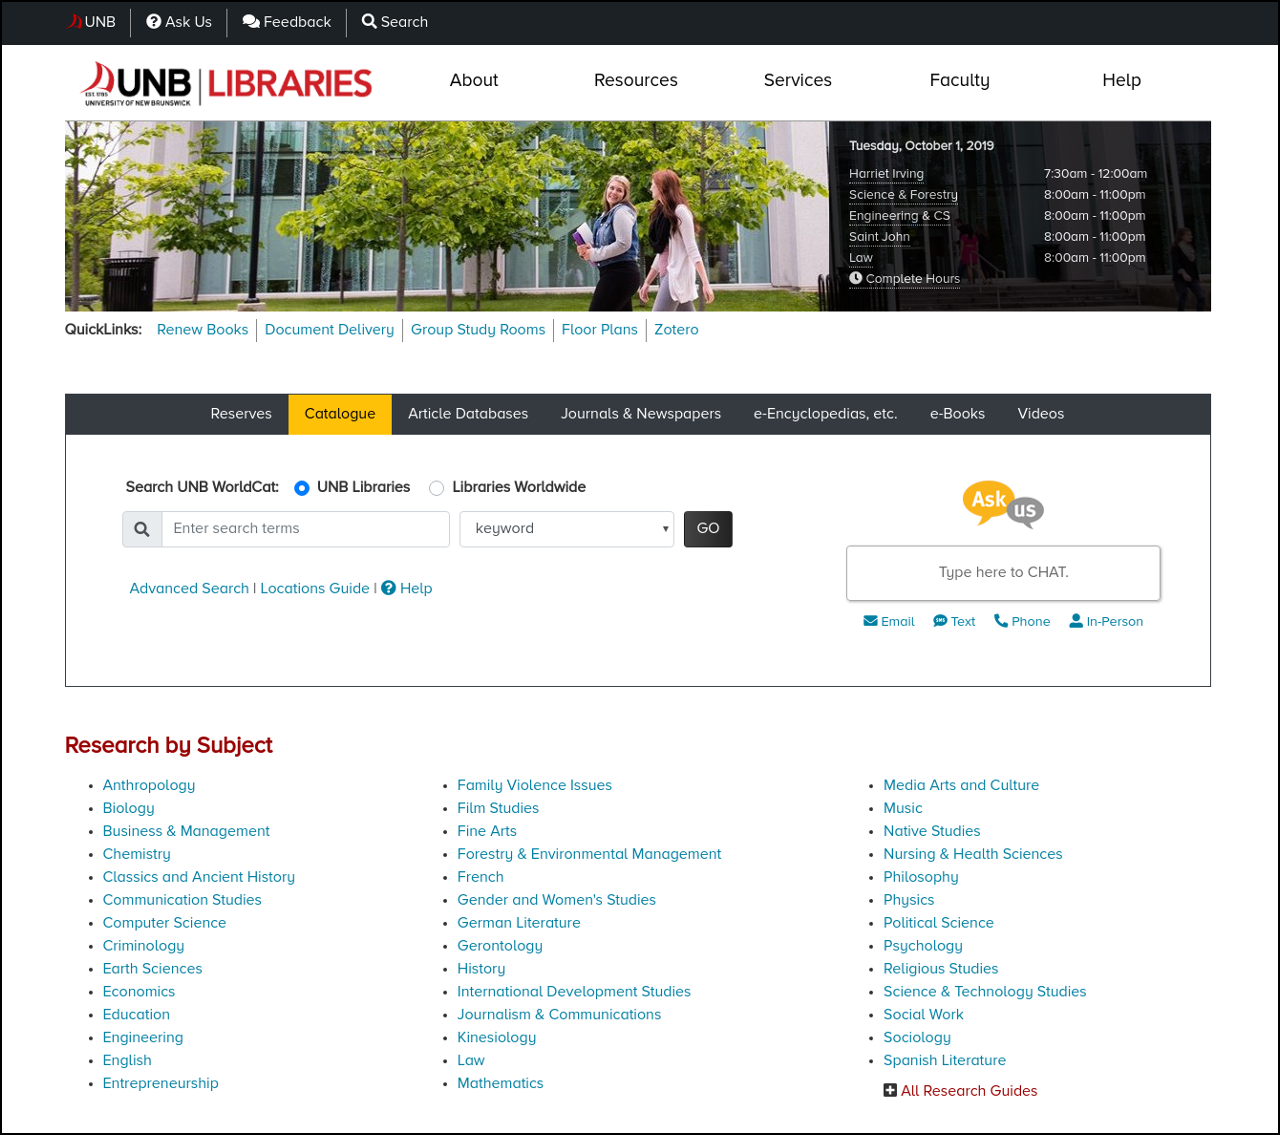 UNB Ask Us Feedback Search
UNB LIBRARIES
EST. 1785
UNIVERSITY OF NEW BRUNSWICK
About Resources Services Faculty Help
Tuesday, October 1, 2019
Harriet Irving 7:30am - 12:00am
Science & Forestry 8:00am - 11:00pm
Engineering & CS 8:00am - 11:00pm
Saint John 8:00am - 11:00pm
Law 8:00am - 11:00pm
Complete Hours
QuickLinks: Renew Books Document Delivery Group Study Rooms Floor Plans Zotero
Reserves Catalogue Article Databases Journals & Newspapers e-Encyclopedias, etc. e-Books Videos
Search UNB WorldCat: UNB Libraries Libraries Worldwide
Enter search terms keyword GO
Advanced Search | Locations Guide | Help
Ask us
Type here to CHAT.
Email Text Phone In-Person
Research by Subject
Anthropology
Biology
Business & Management
Chemistry
Classics and Ancient History
Communication Studies
Computer Science
Criminology
Earth Sciences
Economics
Education
Engineering
English
Entrepreneurship
Family Violence Issues
Film Studies
Fine Arts
Forestry & Environmental Management
French
Gender and Women's Studies
German Literature
Gerontology
History
International Development Studies
Journalism & Communications
Kinesiology
Law
Mathematics
Media Arts and Culture
Music
Native Studies
Nursing & Health Sciences
Philosophy
Physics
Political Science
Psychology
Religious Studies
Science & Technology Studies
Social Work
Sociology
Spanish Literature
All Research Guides